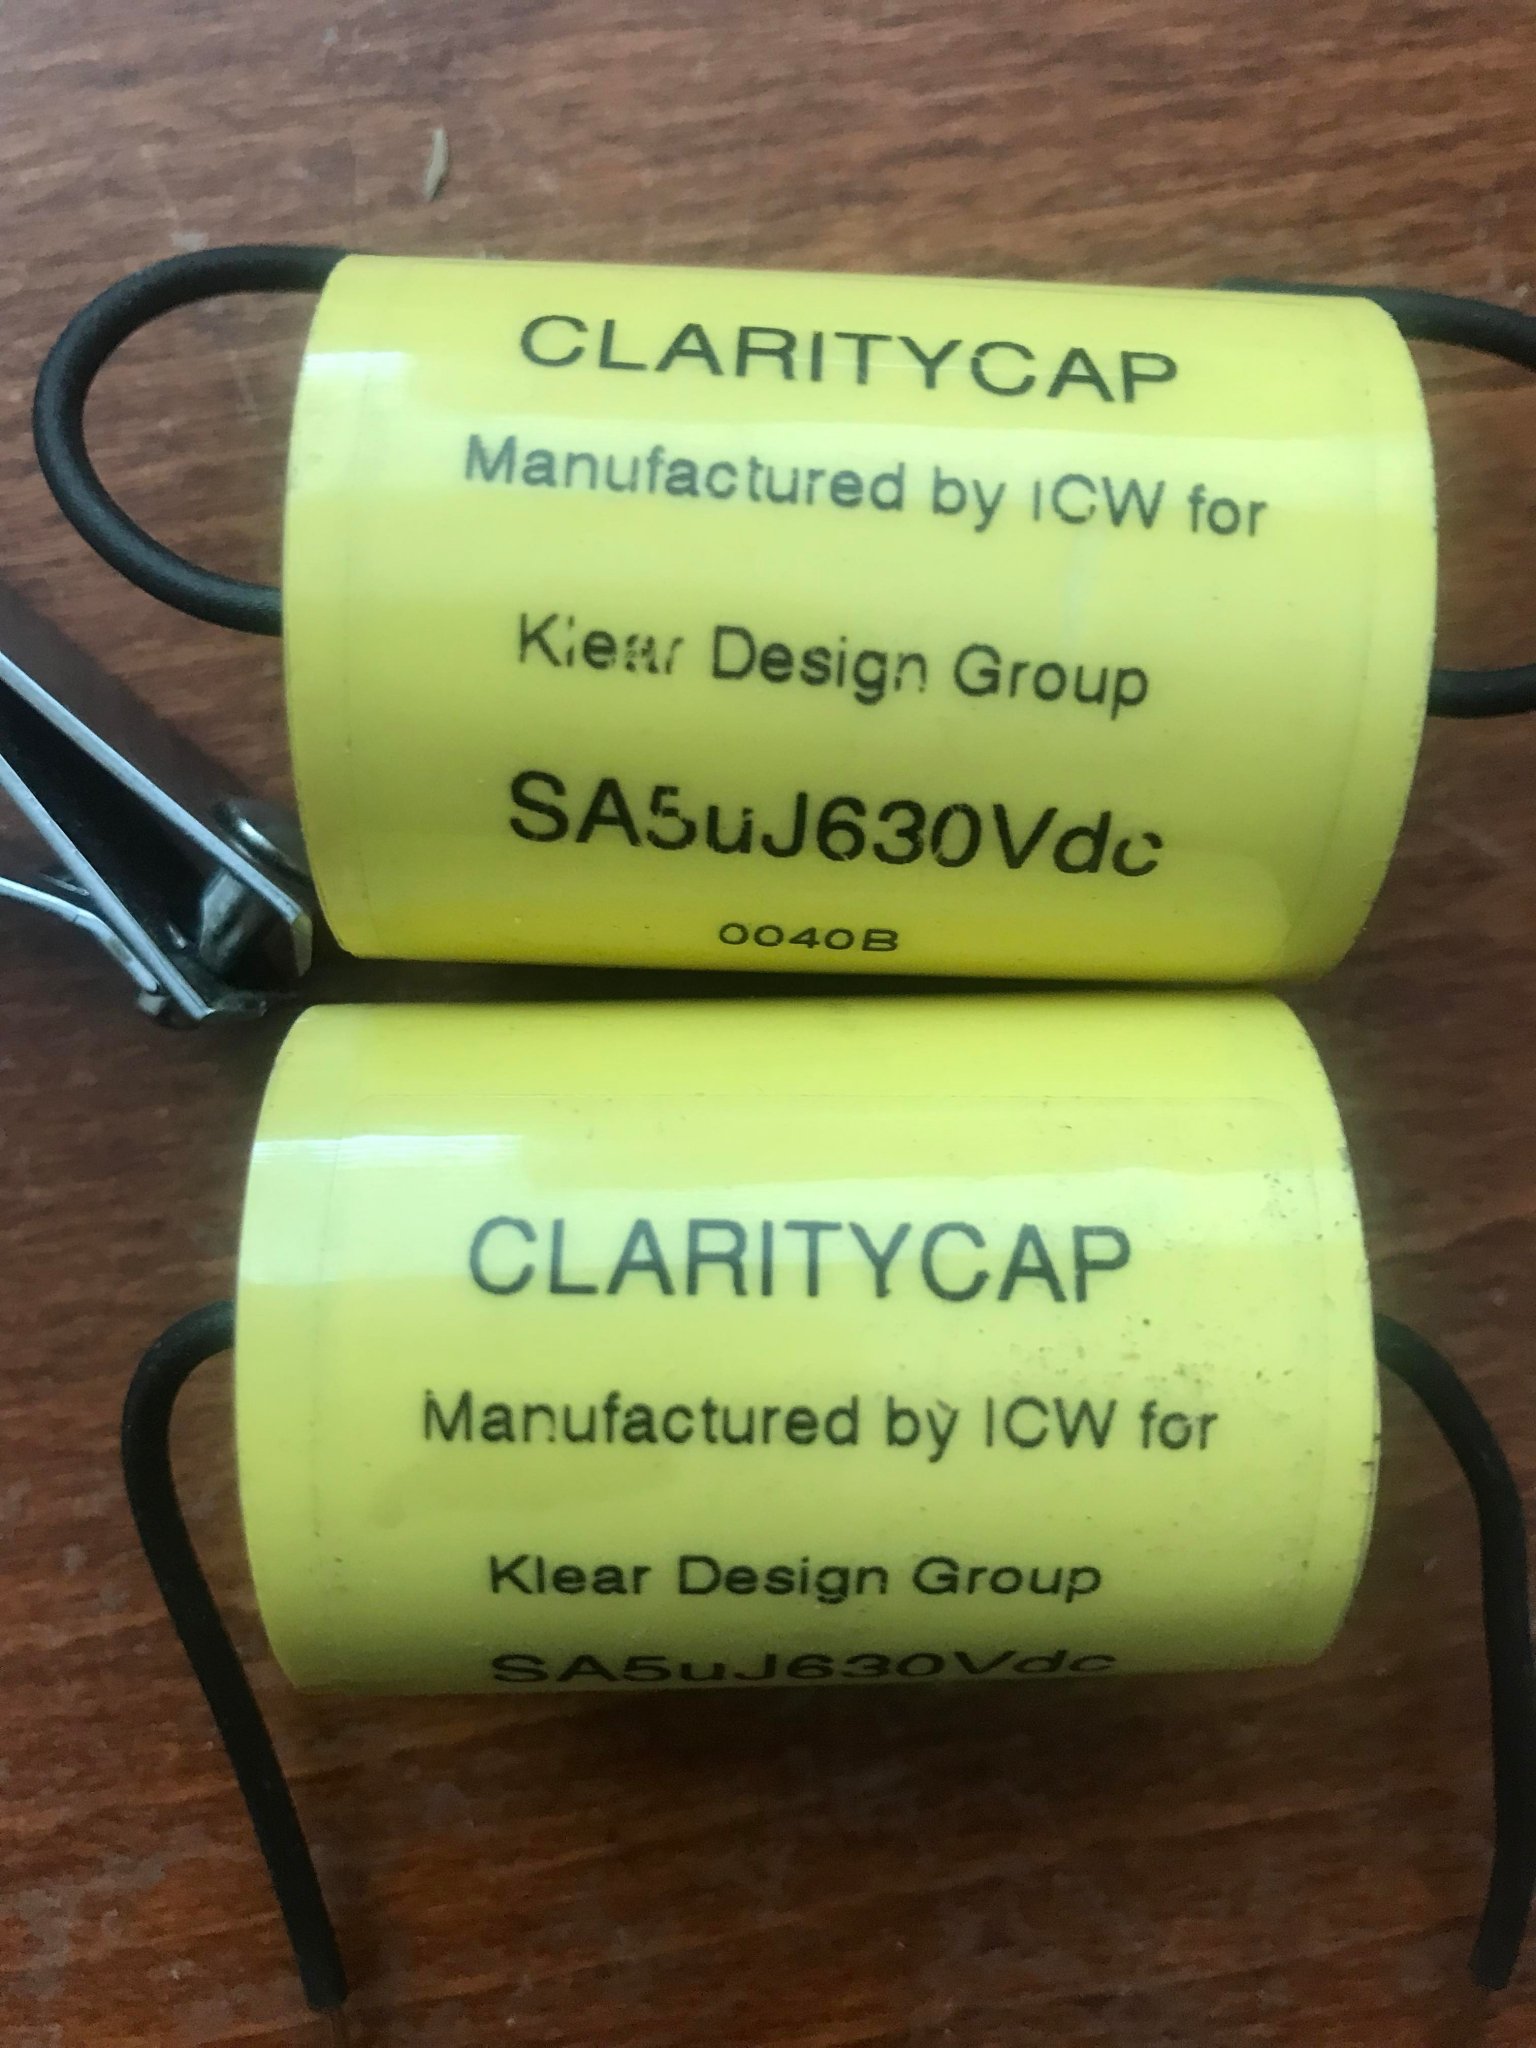 CLARITYCAP
Manufactured by ICW for
Klear Design Group
SA5uJ630Vdc
0040B
CLARITYCAP
Manufactured by ICW for
Klear Design Group
SA5uJ630Vdc